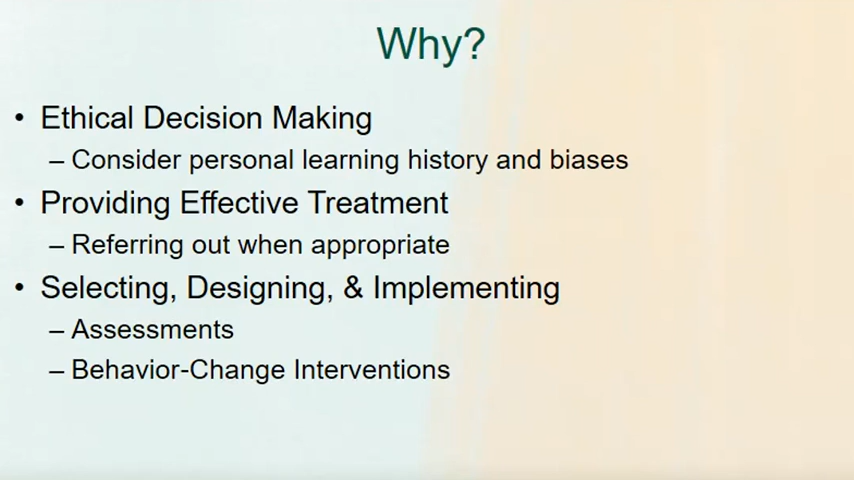 Why?
• Ethical Decision Making
– Consider personal learning history and biases
• Providing Effective Treatment
– Referring out when appropriate
• Selecting, Designing, & Implementing
– Assessments
– Behavior-Change Interventions